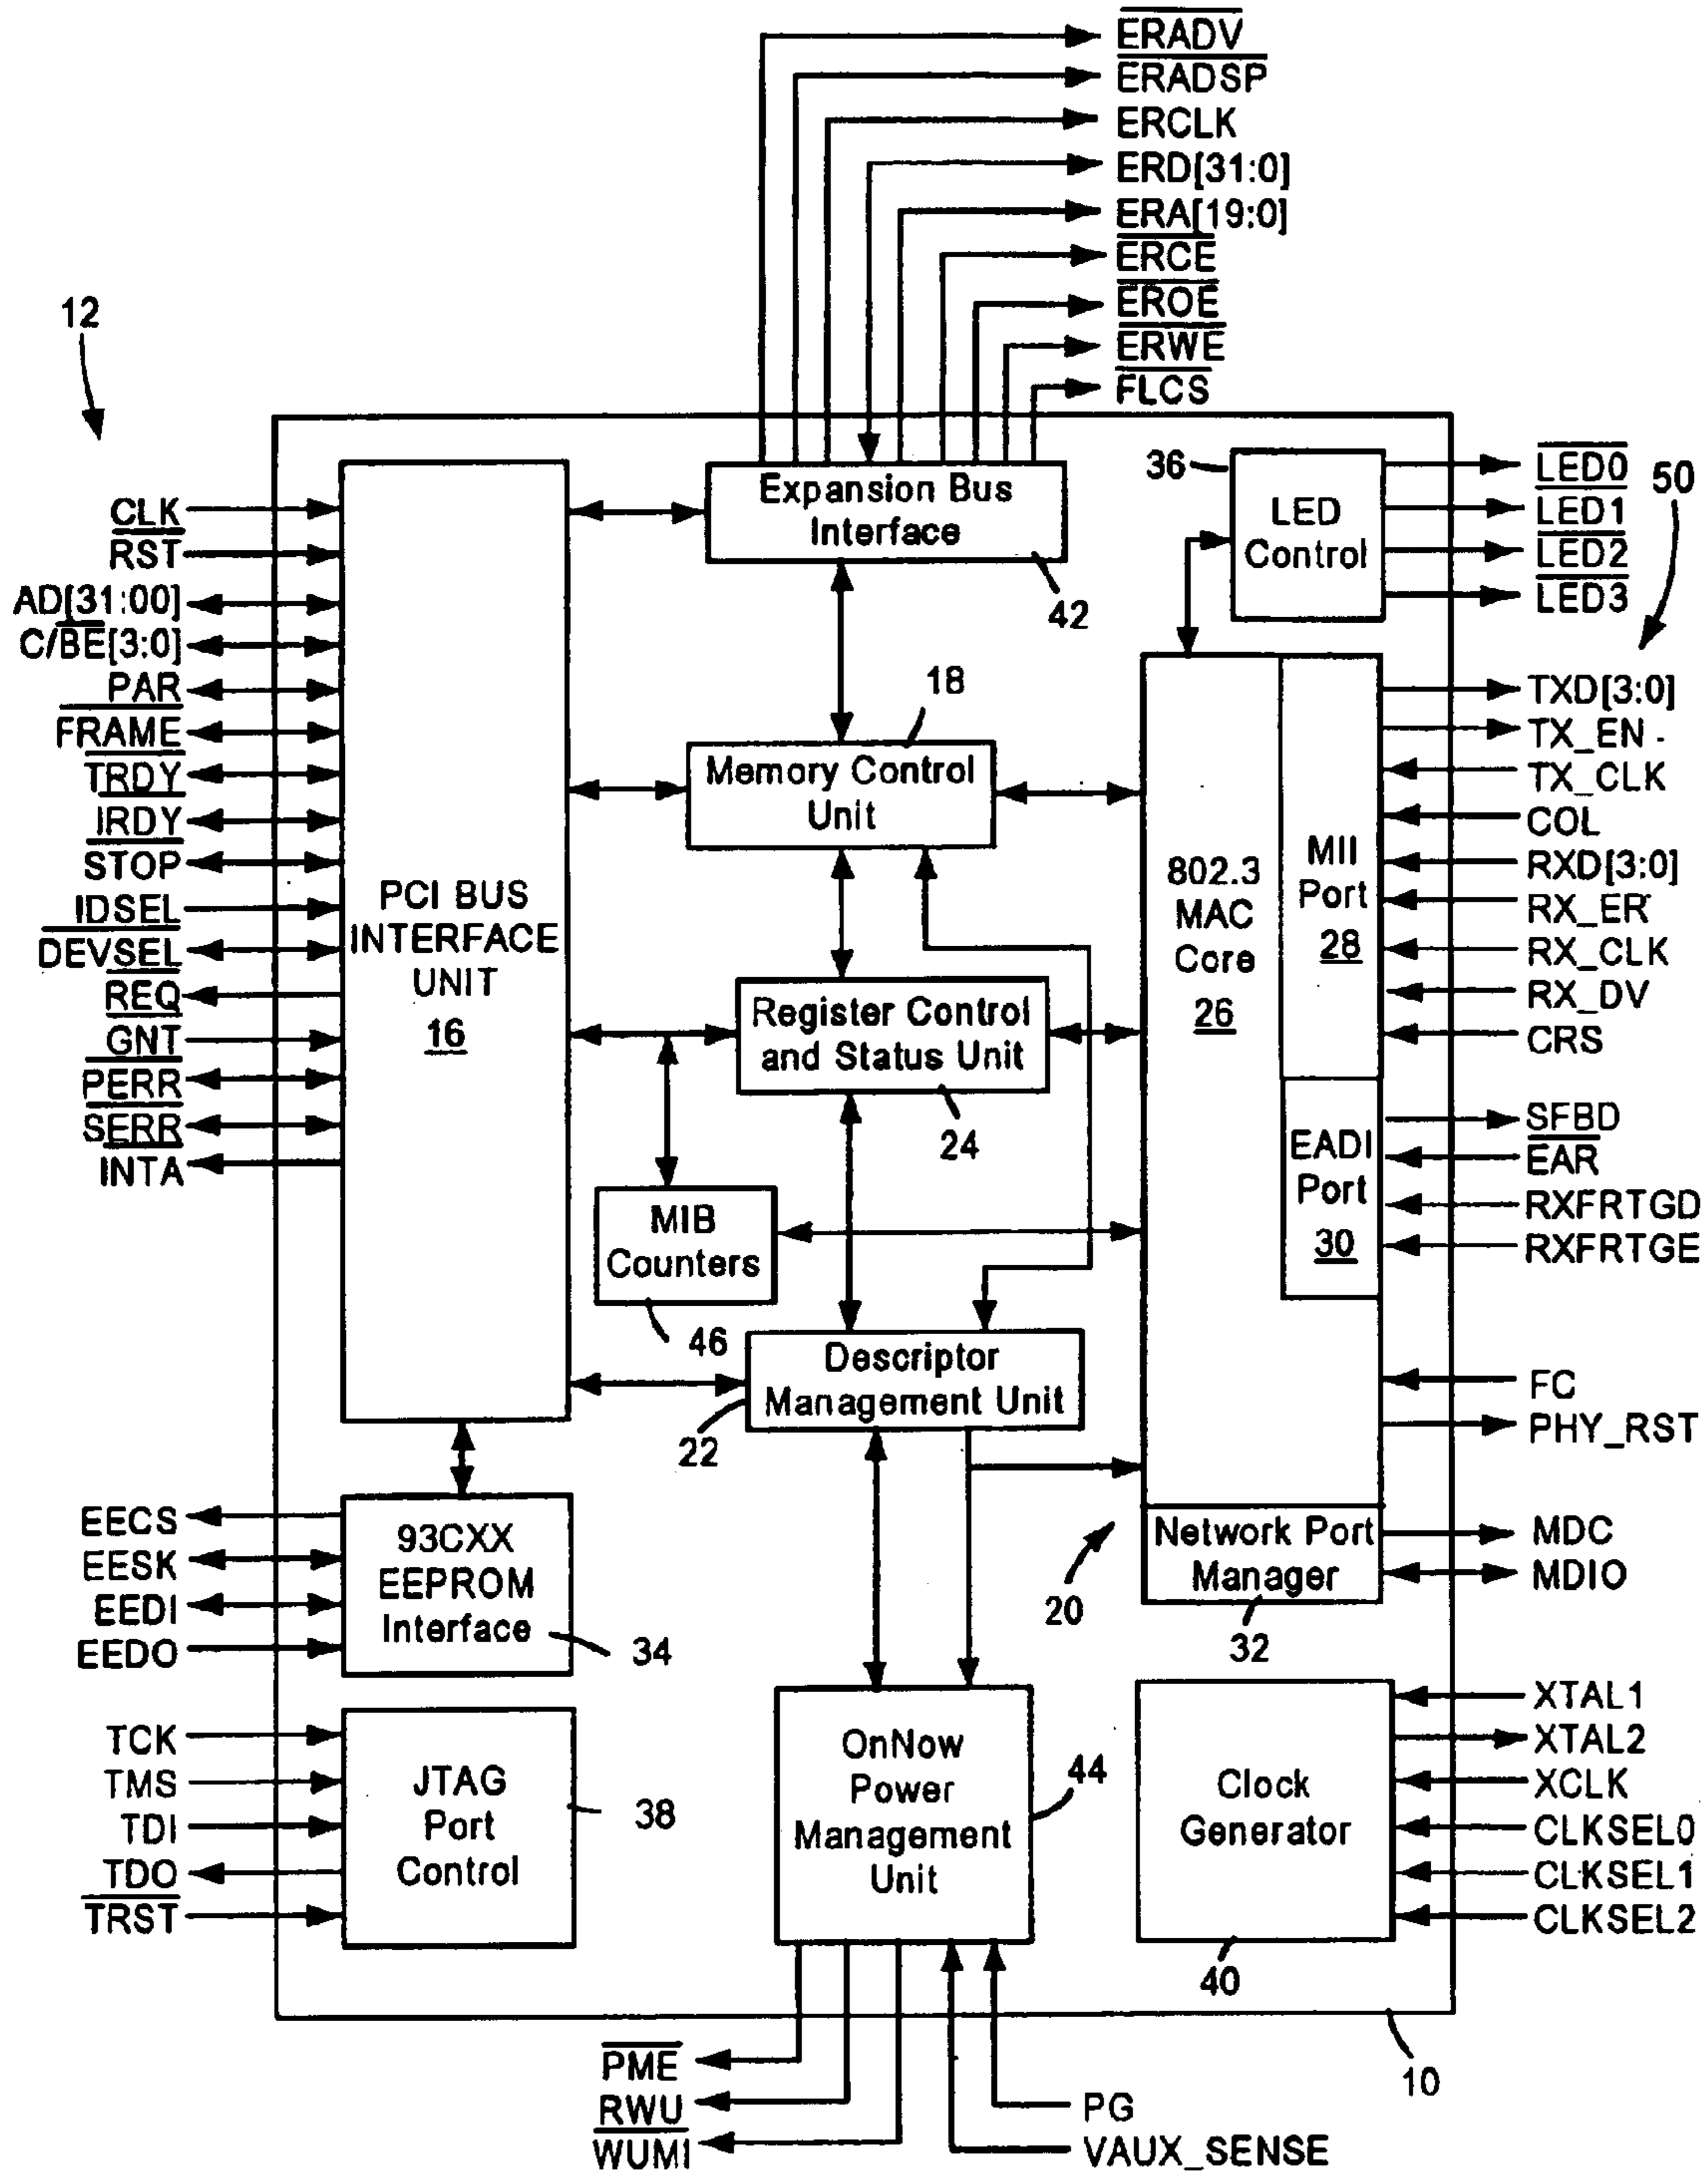 ERADV
ERADSP
ERCLK
ERD[31:0]
ERA[19:0]
ERCE
EROE
ERWE
FLCS
12
CLK
RST
AD[31:00]
C/BE[3:0]
PAR
FRAME
TRDY
IRDY
STOP
IDSEL
DEVSEL
REQ
GNT
PERR
SERR
INTA
PCI BUS
INTERFACE
UNIT
16
Expansion Bus
Interface
42
36
LED
Control
LED0
LED1
LED2
LED3
50
18
Memory Control
Unit
802.3
MAC
Core
26
MII
Port
28
TXD[3:0]
TX_EN
TX_CLK
COL
RXD[3:0]
RX_ER
RX_CLK
RX_DV
CRS
Register Control
and Status Unit
24
EADI
Port
30
SFBD
EAR
RXFRTGD
RXFRTGE
MIB
Counters
46
Descriptor
Management Unit
22
FC
PHY_RST
EECS
EESK
EEDI
EEDO
93CXX
EEPROM
Interface
34
20
Network Port
Manager
32
MDC
MDIO
TCK
TMS
TDI
TDO
TRST
JTAG
Port
Control
38
OnNow
Power
Management
Unit
44
Clock
Generator
40
XTAL1
XTAL2
XCLK
CLKSEL0
CLKSEL1
CLKSEL2
10
PME
RWU
WUMI
PG
VAUX_SENSE